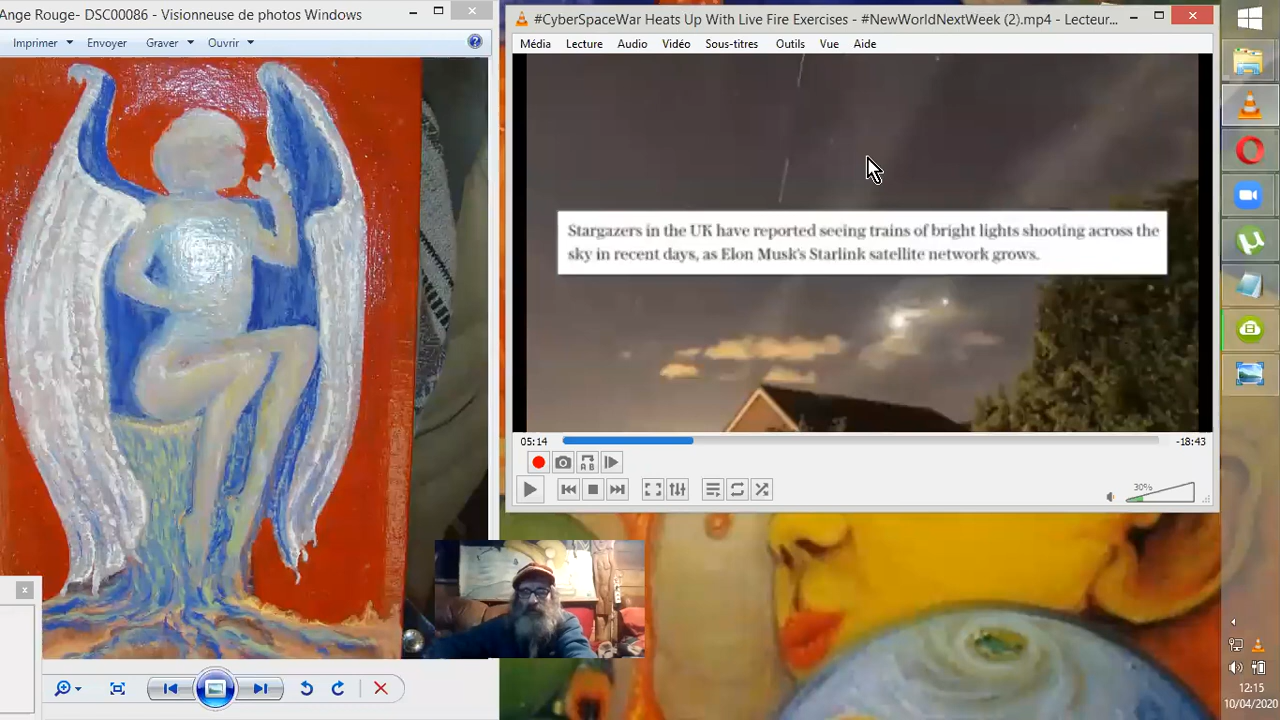 Ange Rouge- DSC00086 - Visionneuse de photos Windows
Imprimer Envoyer Graver Ouvrir
#CyberSpaceWar Heats Up With Live Fire Exercises - #NewWorldNextWeek (2).mp4 - Lecteur...
Média Lecture Audio Vidéo Sous-titres Outils Vue Aide
Stargazers in the UK have reported seeing trains of bright lights shooting across the
sky in recent days, as Elon Musk's Starlink satellite network grows.
05:14
-18:43
30%
12:15
10/04/2020